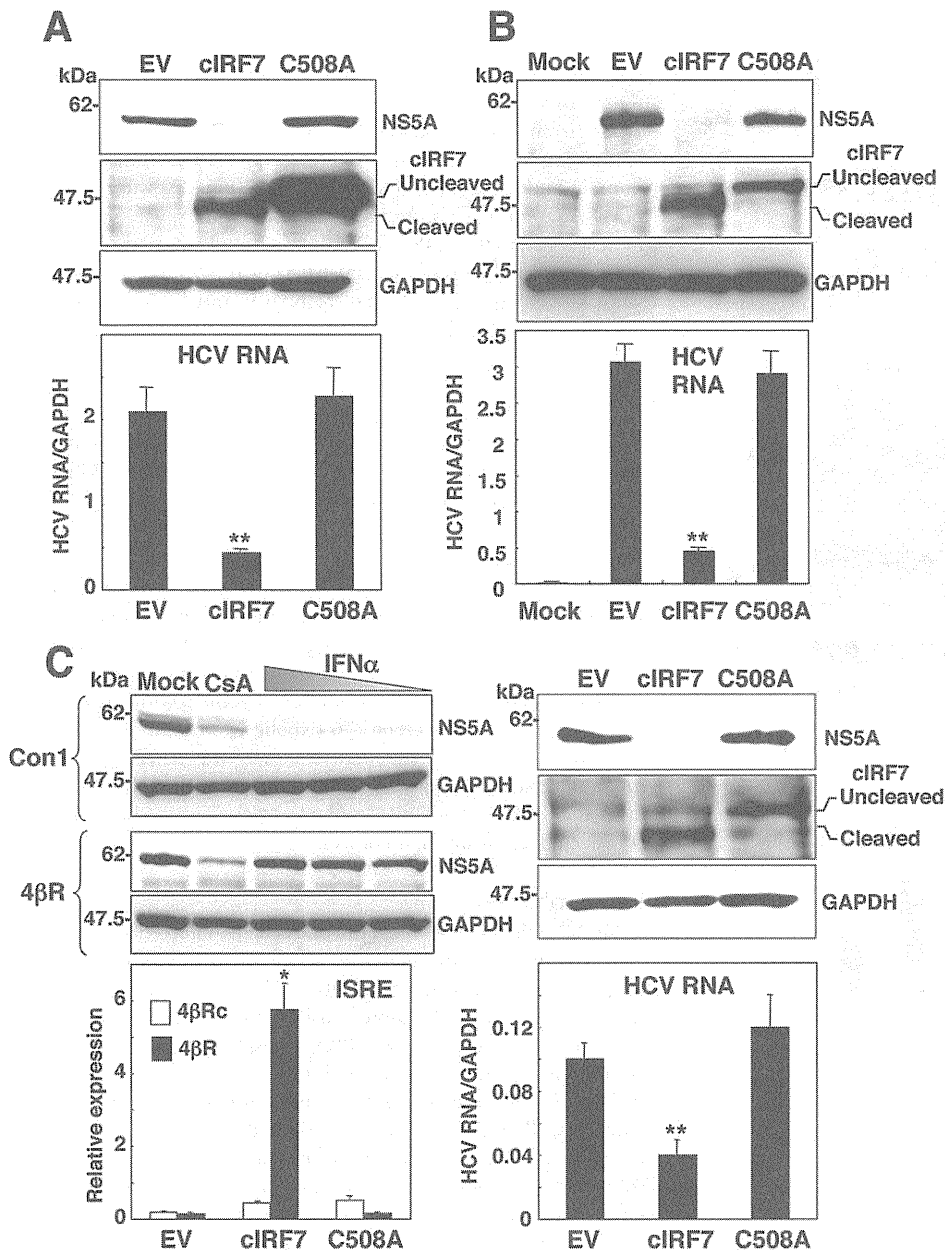 A
kDa
EV cIRF7 C508A
62-
NS5A
cIRF7
Uncleaved
47.5-
Cleaved
47.5-
GAPDH
HCV RNA
HCV RNA/GAPDH
2
1
0
**
EV cIRF7 C508A
B
kDa
Mock EV cIRF7 C508A
62-
NS5A
cIRF7
Uncleaved
47.5-
Cleaved
47.5-
GAPDH
HCV
RNA
HCV RNA/GAPDH
3.5
3
2.5
2
1.5
1
0.5
0
**
Mock EV cIRF7 C508A
C
kDa
Mock CsA IFNα
Con1
62-
NS5A
47.5-
GAPDH
4βR
62-
NS5A
47.5-
GAPDH
ISRE
4βRc
4βR
Relative expression
6
4
2
0
*
EV cIRF7 C508A
kDa
EV cIRF7 C508A
62-
NS5A
cIRF7
Uncleaved
47.5-
Cleaved
47.5-
GAPDH
HCV RNA
HCV RNA/GAPDH
0.12
0.08
0.04
0
**
EV cIRF7 C508A